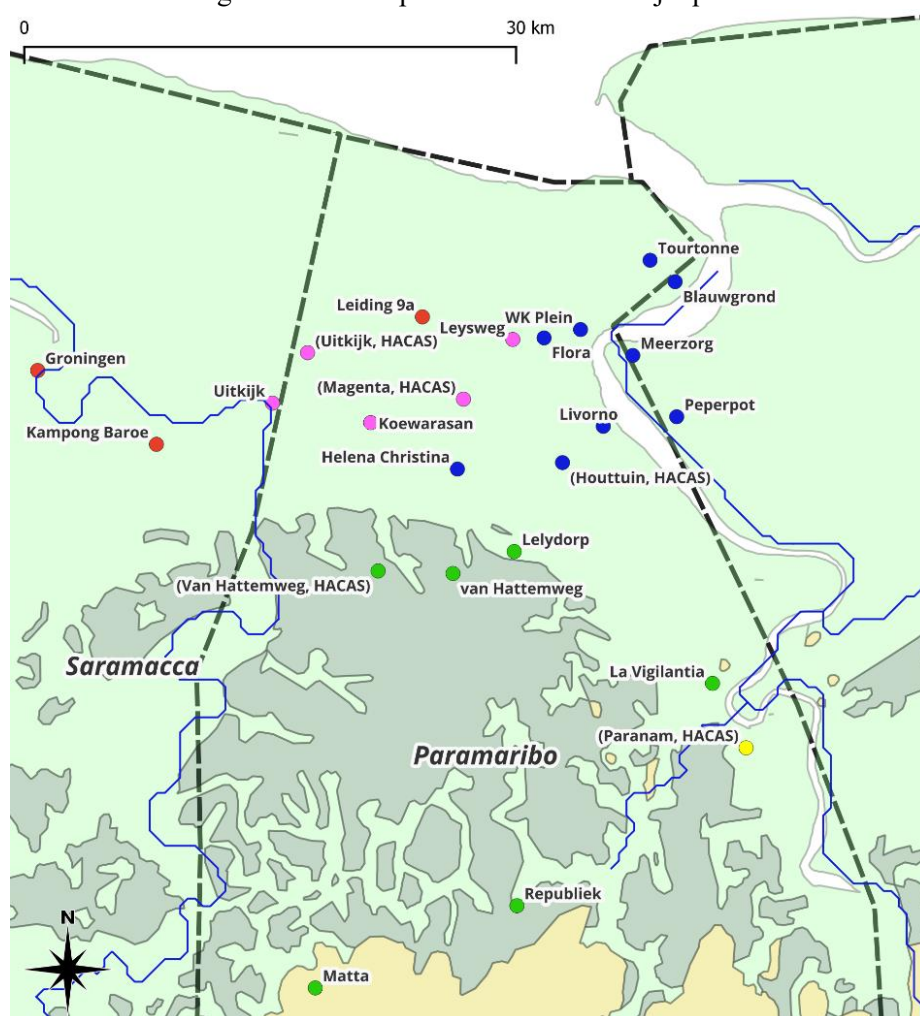 0
30 km
Tourtonne
Blauwgrond
Leiding 9a
WK Plein
Leysweg
(Uitkijk, HACAS)
Flora
Meerzorg
Groningen
(Magenta, HACAS)
Uitkijk
Peperpot
Livorno
Koewarasan
Kampong Baroe
Helena Christina
(Houttuin, HACAS)
Lelydorp
(Van Hattemweg, HACAS)
van Hattemweg
Saramacca
La Vigilantia
(Paranam, HACAS)
Paramaribo
Republiek
N
Matta